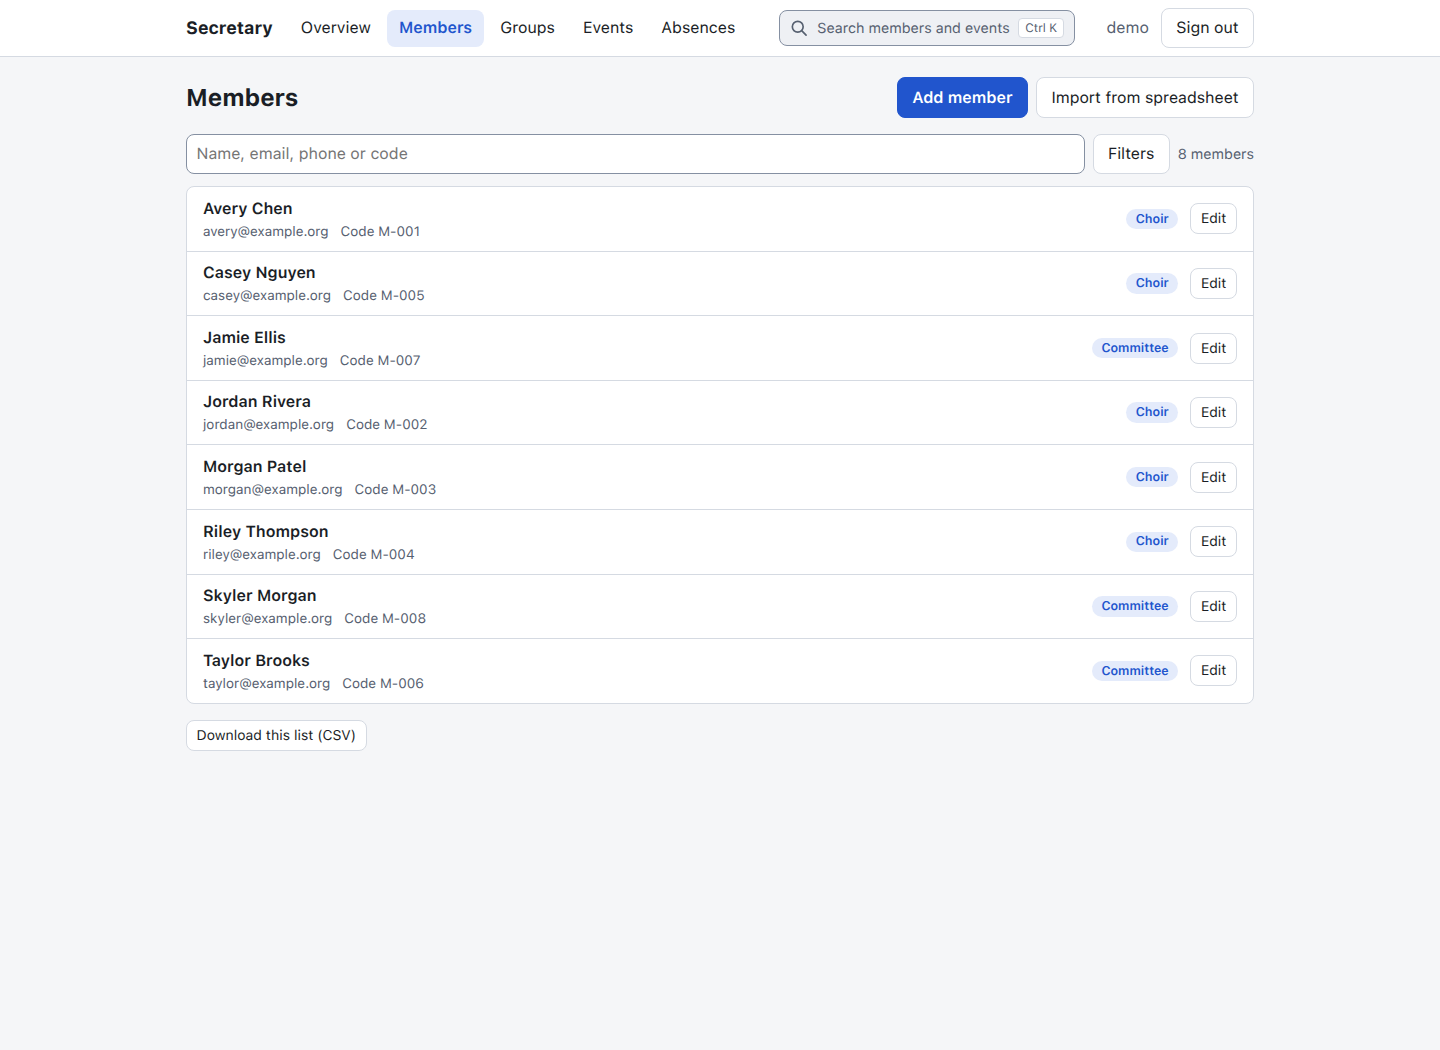 Secretary Overview Members Groups Events Absences Search members and events Ctrl K demo Sign out
Members Add member Import from spreadsheet
Name, email, phone or code Filters 8 members
Avery Chen
avery@example.org Code M-001 Choir Edit
Casey Nguyen
casey@example.org Code M-005 Choir Edit
Jamie Ellis
jamie@example.org Code M-007 Committee Edit
Jordan Rivera
jordan@example.org Code M-002 Choir Edit
Morgan Patel
morgan@example.org Code M-003 Choir Edit
Riley Thompson
riley@example.org Code M-004 Choir Edit
Skyler Morgan
skyler@example.org Code M-008 Committee Edit
Taylor Brooks
taylor@example.org Code M-006 Committee Edit
Download this list (CSV)